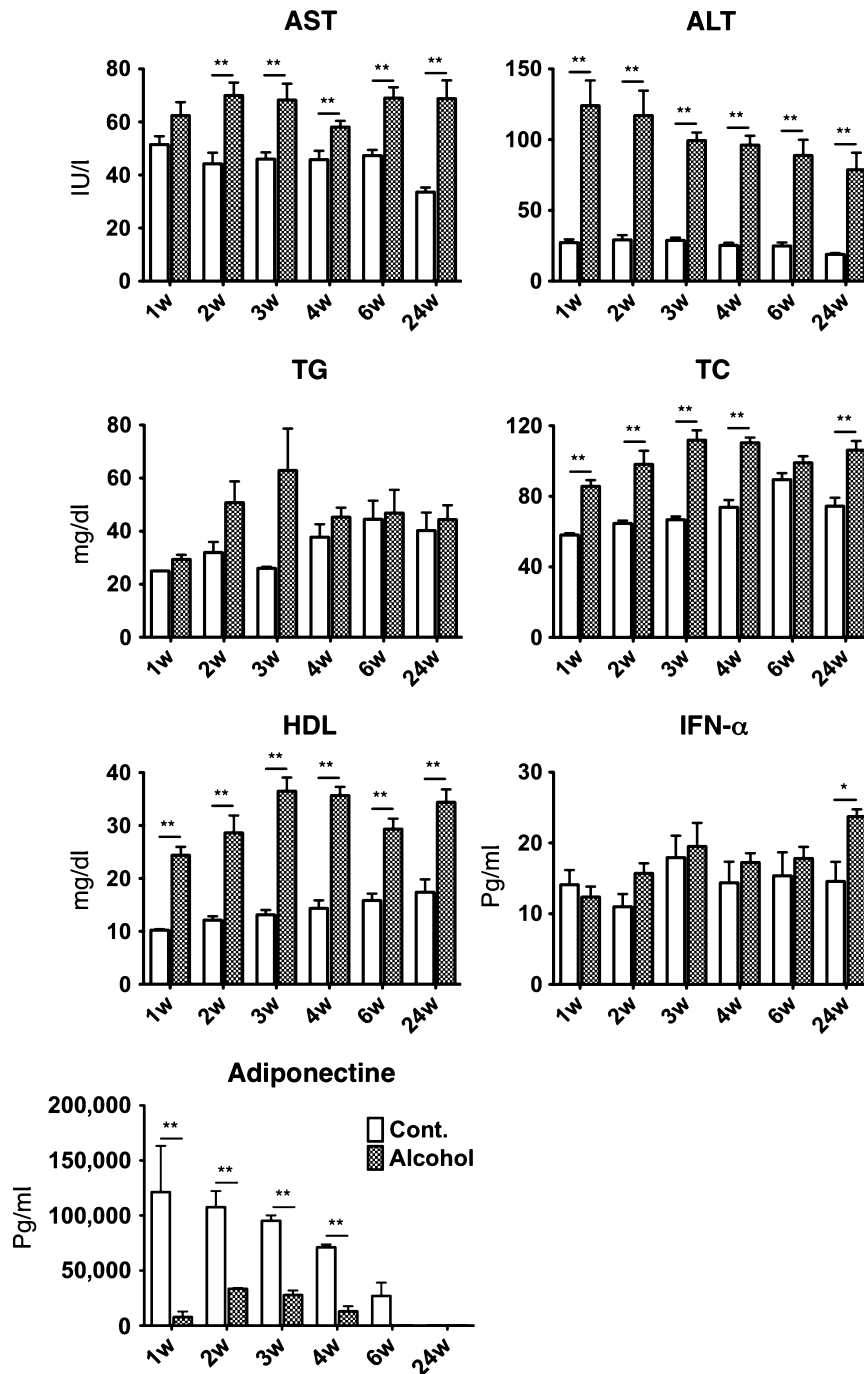 AST
ALT
**
**
**
**
**
80
60
40
20
0
IU/l
1w
2w
3w
4w
6w
24w
**
**
**
**
**
**
150
100
50
0
1w
2w
3w
4w
6w
24w
TG
TC
80
60
40
20
0
mg/dl
1w
2w
3w
4w
6w
24w
**
**
**
**
**
120
80
40
0
1w
2w
3w
4w
6w
24w
HDL
IFN-α
**
**
**
**
**
**
40
30
20
10
0
mg/dl
1w
2w
3w
4w
6w
24w
*
30
20
10
0
Pg/ml
1w
2w
3w
4w
6w
24w
Adiponectine
200,000
150,000
100,000
50,000
0
Pg/ml
**
**
**
**
Cont.
Alcohol
1w
2w
3w
4w
6w
24w